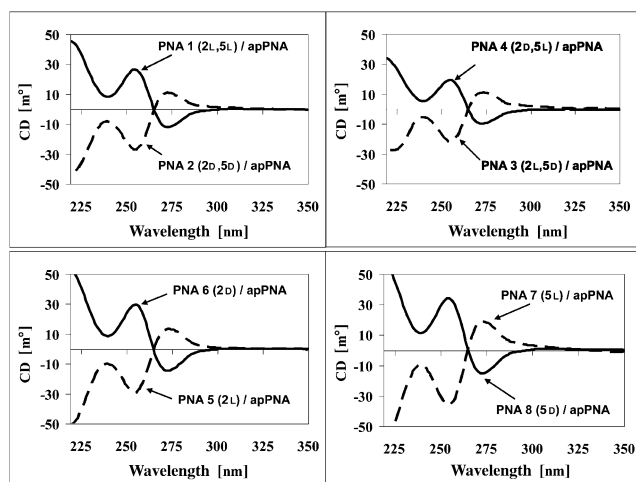 50
30
10
-10
-30
-50
CD [m°]
PNA 1 (2L,5L) / apPNA
PNA 2 (2D,5D) / apPNA
225 250 275 300 325 350
Wavelength [nm]
50
30
10
-10
-30
-50
CD [m°]
PNA 4 (2D,5L) / apPNA
PNA 3 (2L,5D) / apPNA
225 250 275 300 325 350
Wavelength [nm]
50
30
10
-10
-30
-50
CD [m°]
PNA 6 (2D) / apPNA
PNA 5 (2L) / apPNA
225 250 275 300 325 350
Wavelength [nm]
50
30
10
-10
-30
-50
CD [m°]
PNA 7 (5L) / apPNA
PNA 8 (5D) / apPNA
225 250 275 300 325 350
Wavelength [nm]